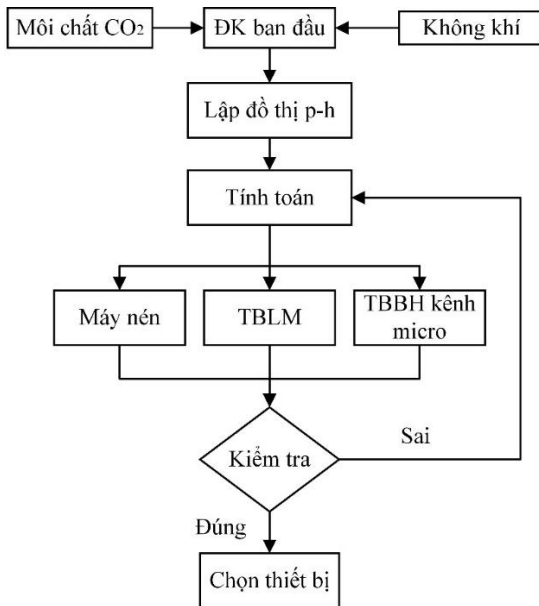 Môi chất CO₂
ĐK ban đầu
Không khí
Lập đồ thị p-h
Tính toán
Máy nén
TBLM
TBBH kênh
micro
Sai
Kiểm tra
Đúng
Chọn thiết bị